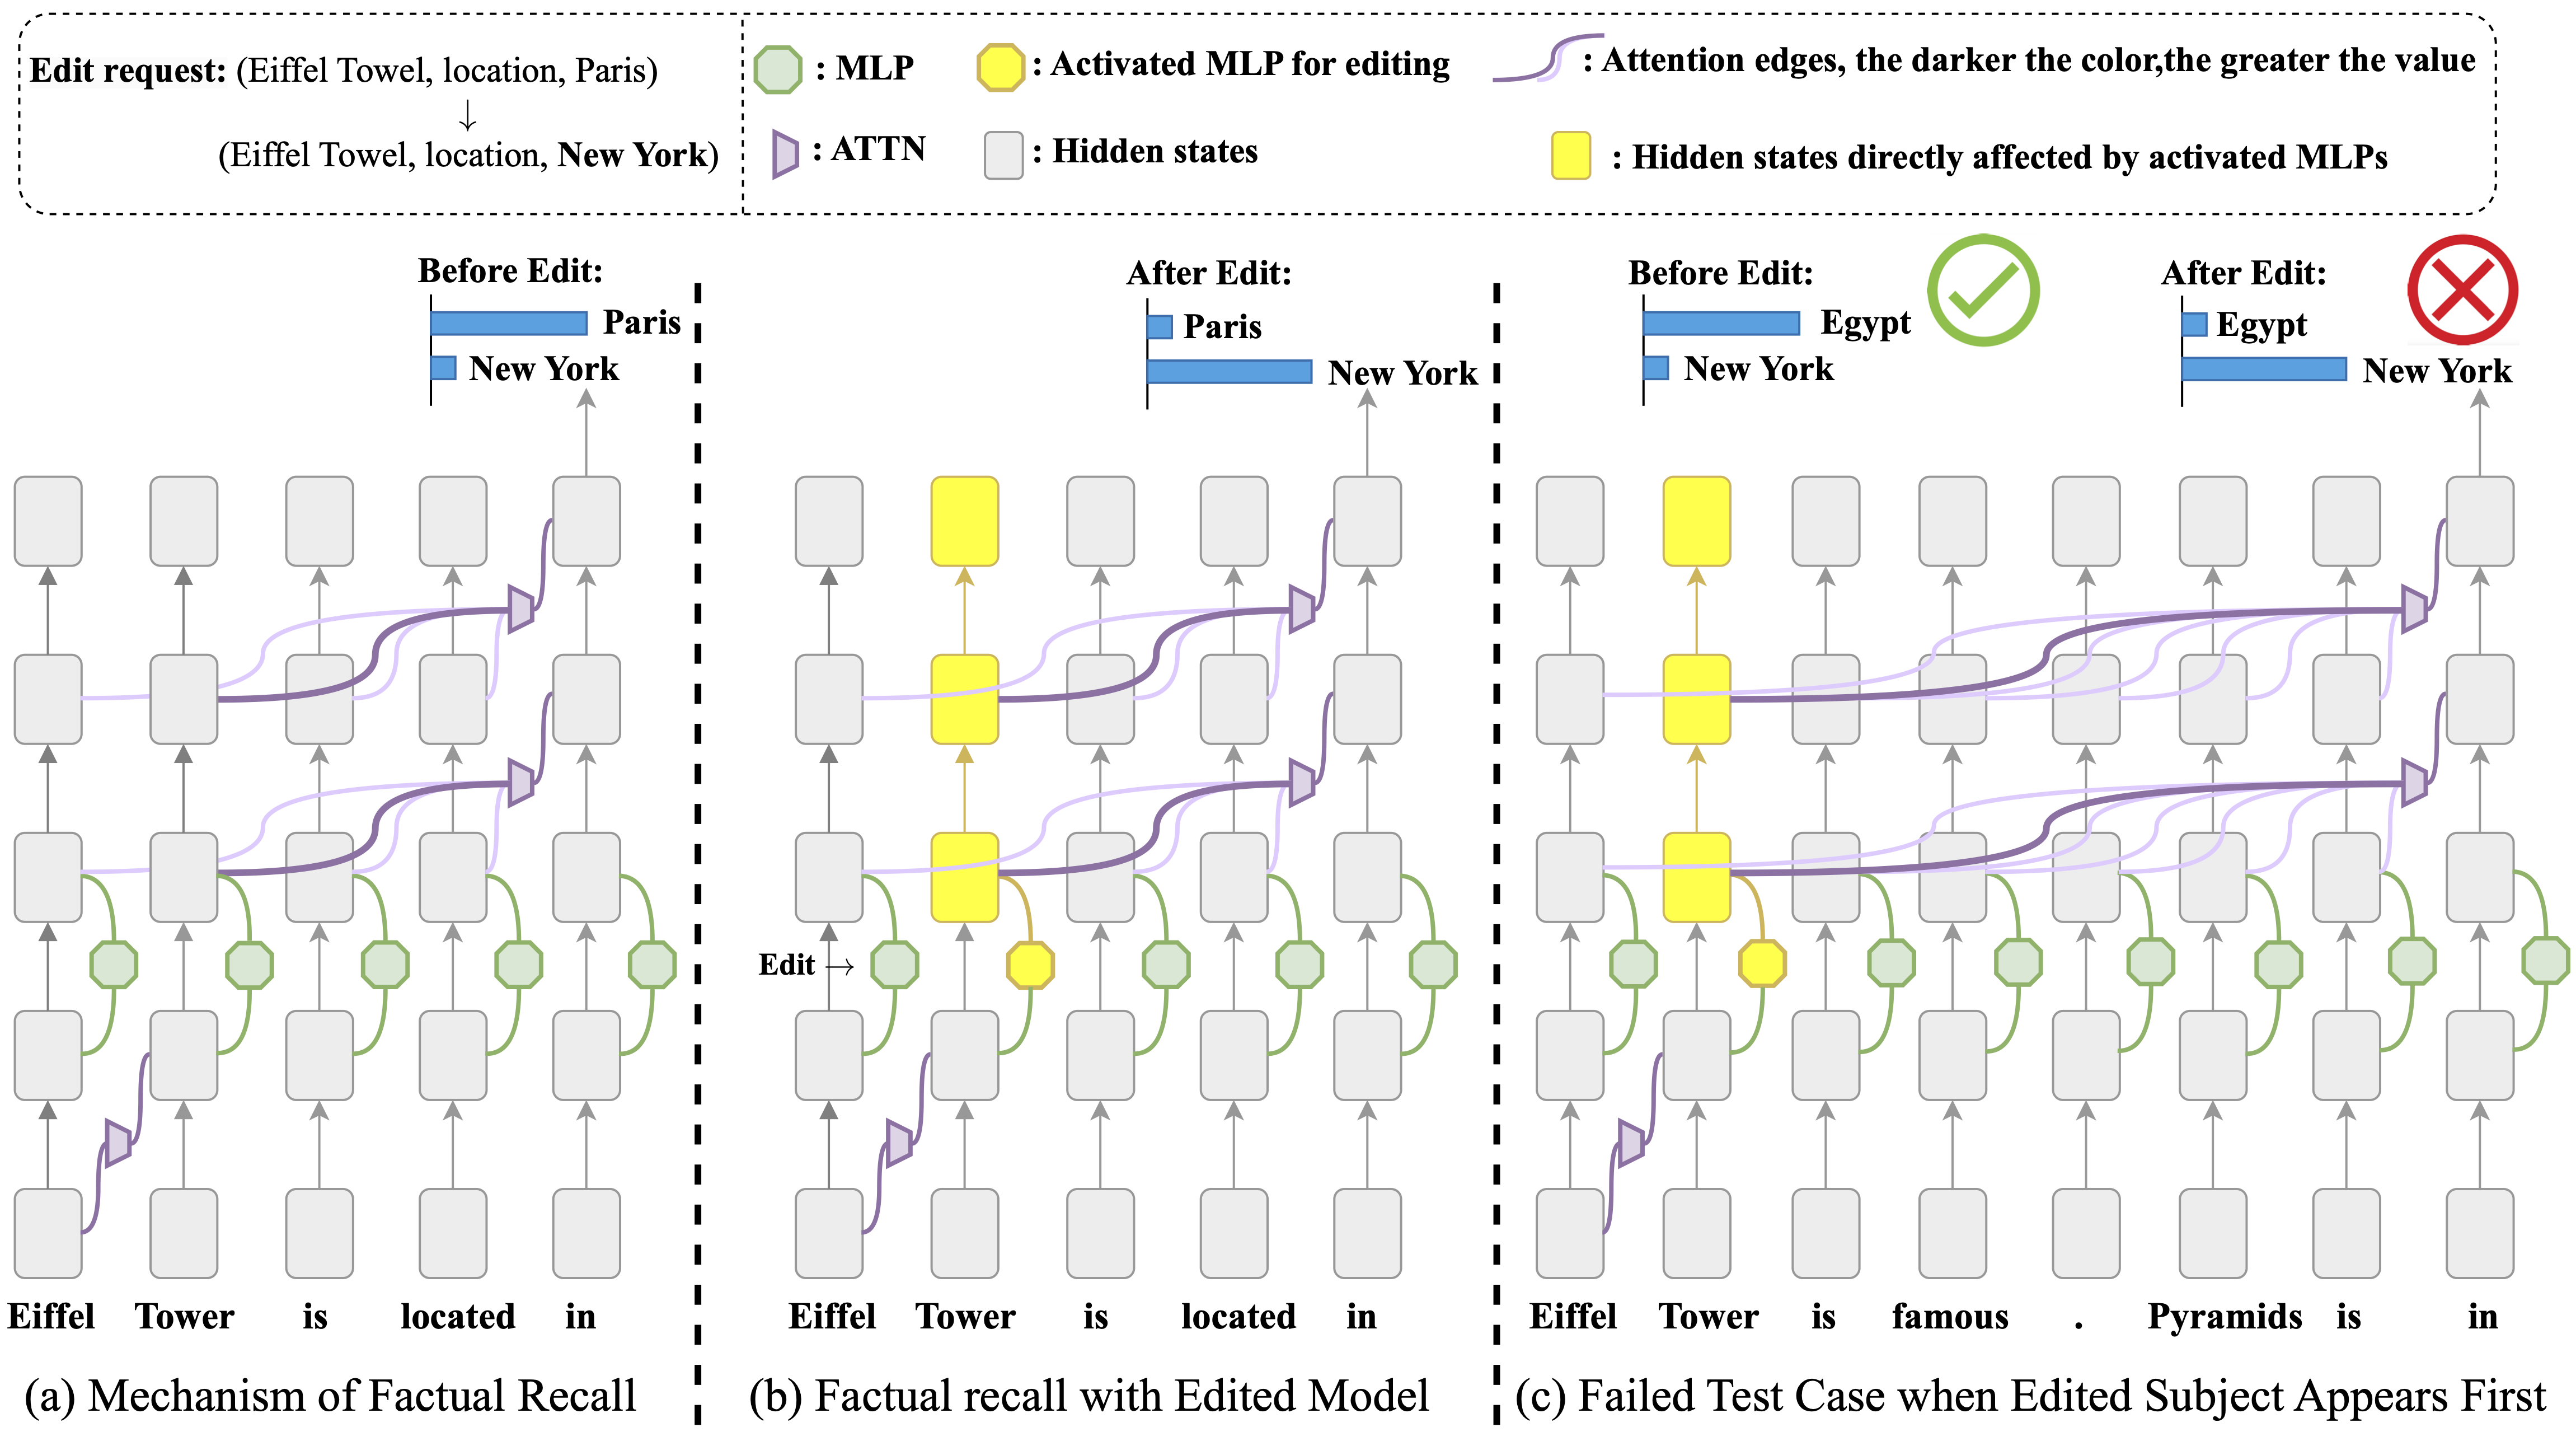 Edit request: (Eiffel Towel, location, Paris)
↓
(Eiffel Towel, location, New York)
: MLP
: Activated MLP for editing
: Attention edges, the darker the color,the greater the value
: ATTN
: Hidden states
: Hidden states directly affected by activated MLPs
Before Edit:
Paris
New York
After Edit:
Paris
New York
Before Edit:
Egypt
New York
After Edit:
Egypt
New York
Edit →
Eiffel Tower is located in
Eiffel Tower is located in
Eiffel Tower is famous . Pyramids is in
(a) Mechanism of Factual Recall
(b) Factual recall with Edited Model
(c) Failed Test Case when Edited Subject Appears First